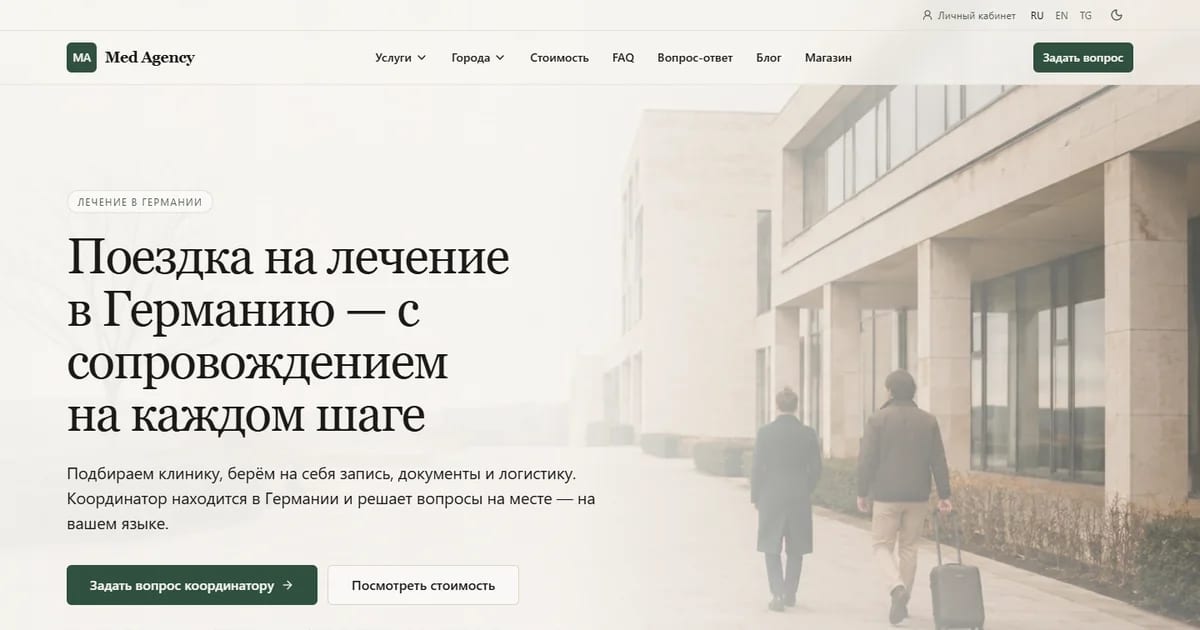 Личный кабинет RU EN TG
MA Med Agency Услуги Города Стоимость FAQ Вопрос-ответ Блог Магазин Задать вопрос
ЛЕЧЕНИЕ В ГЕРМАНИИ
Поездка на лечение
в Германию — с
сопровождением
на каждом шаге
Подбираем клинику, берём на себя запись, документы и логистику.
Координатор находится в Германии и решает вопросы на месте — на
вашем языке.
Задать вопрос координатору → Посмотреть стоимость